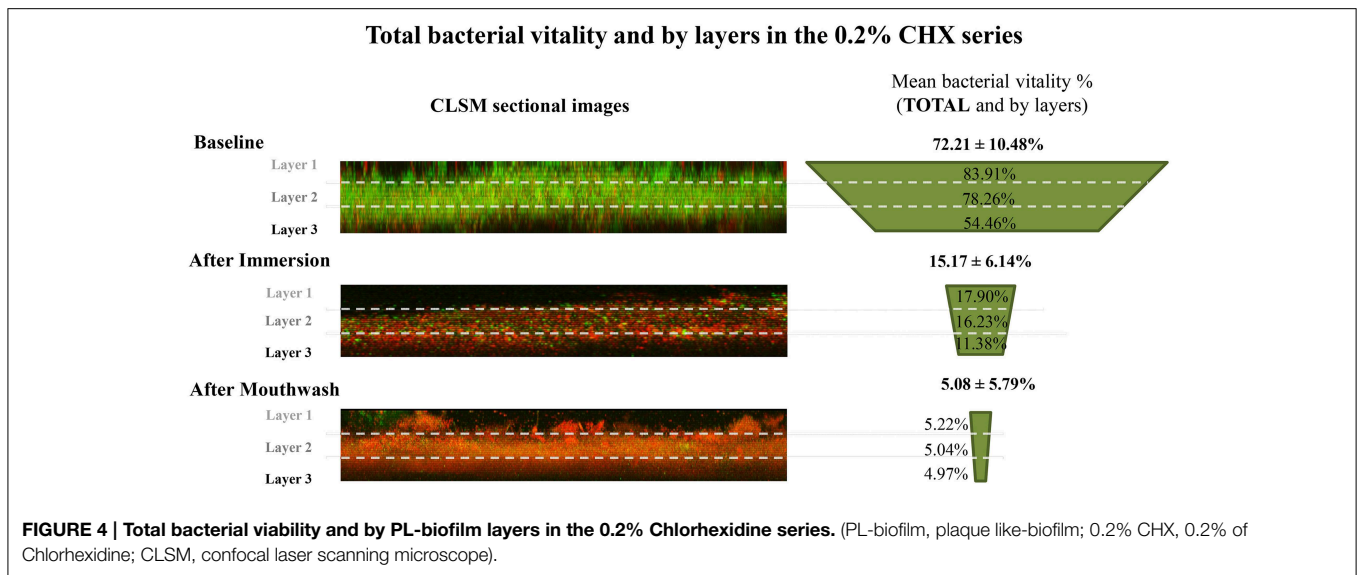 Total bacterial vitality and by layers in the 0.2% CHX series
CLSM sectional images
Mean bacterial vitality %
(TOTAL and by layers)
Baseline
72.21 ± 10.48%
Layer 1
83.91%
Layer 2
78.26%
Layer 3
54.46%
After Immersion
15.17 ± 6.14%
Layer 1
17.90%
Layer 2
16.23%
Layer 3
11.38%
After Mouthwash
5.08 ± 5.79%
Layer 1
5.22%
Layer 2
5.04%
Layer 3
4.97%
FIGURE 4 | Total bacterial viability and by PL-biofilm layers in the 0.2% Chlorhexidine series. (PL-biofilm, plaque like-biofilm; 0.2% CHX, 0.2% of
Chlorhexidine; CLSM, confocal laser scanning microscope).